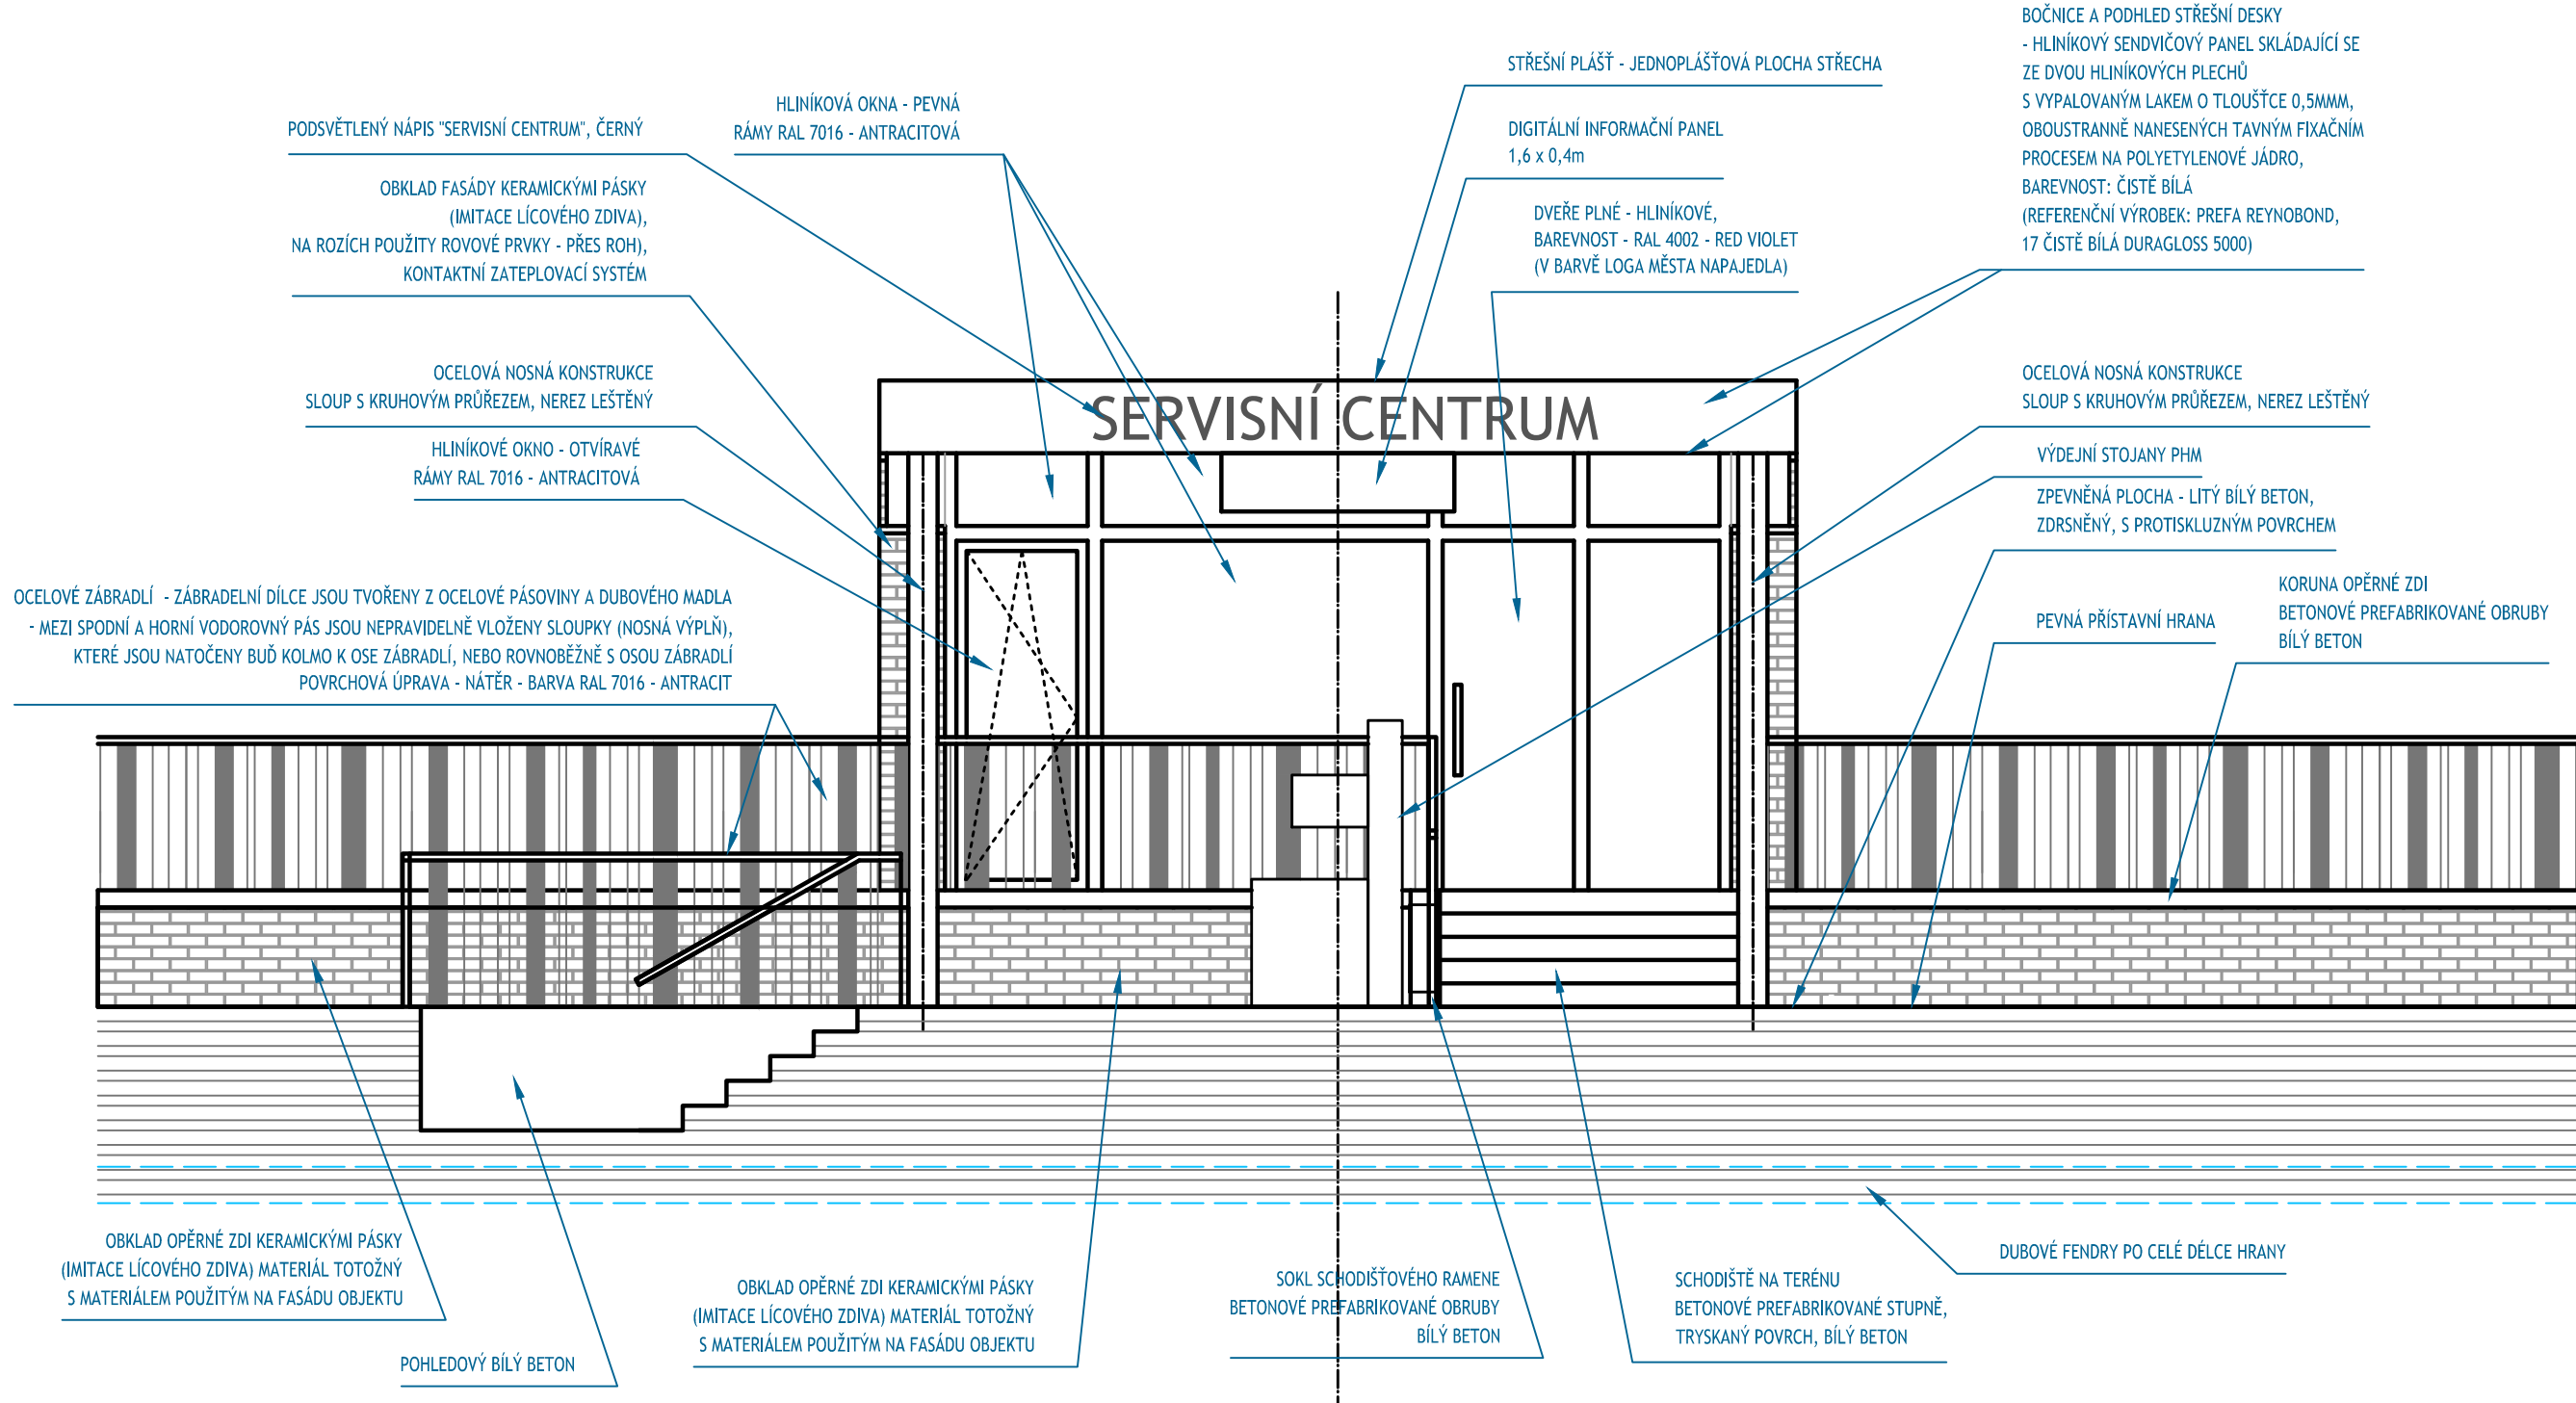 BOČNICE A PODHLED STŘEŠNÍ DESKY
- HLINÍKOVÝ SENDVIČOVÝ PANEL SKLÁDAJÍCÍ SE
ZE DVOU HLINÍKOVÝCH PLECHŮ
S VYPALOVANÝM LAKEM O TLOUŠŤCE 0,5MMM,
OBOUSTRANNĚ NANESENÝCH TAVNÝM FIXAČNÍM
PROCESEM NA POLYETYLENOVÉ JÁDRO,
BAREVNOST: ČISTĚ BÍLÁ
(REFERENČNÍ VÝROBEK: PREFA REYNOBOND,
17 ČISTĚ BÍLÁ DURAGLOSS 5000)
STŘEŠNÍ PLÁŠŤ - JEDNOPLÁŠŤOVÁ PLOCHA STŘECHA
HLINÍKOVÁ OKNA - PEVNÁ
RÁMY RAL 7016 - ANTRACITOVÁ
PODSVĚTLENÝ NÁPIS "SERVISNÍ CENTRUM", ČERNÝ
DIGITÁLNÍ INFORMAČNÍ PANEL
1,6 x 0,4m
OBKLAD FASÁDY KERAMICKÝMI PÁSKY
(IMITACE LÍCOVÉHO ZDIVA),
NA ROZÍCH POUŽITY ROVOVÉ PRVKY - PŘES ROH),
KONTAKTNÍ ZATEPLOVACÍ SYSTÉM
DVEŘE PLNÉ - HLINÍKOVÉ,
BAREVNOST - RAL 4002 - RED VIOLET
(V BARVĚ LOGA MĚSTA NAPAJEDLA)
OCELOVÁ NOSNÁ KONSTRUKCE
SLOUP S KRUHOVÝM PRŮŘEZEM, NEREZ LEŠTĚNÝ
SERVISNÍ CENTRUM
OCELOVÁ NOSNÁ KONSTRUKCE
SLOUP S KRUHOVÝM PRŮŘEZEM, NEREZ LEŠTĚNÝ
HLINÍKOVÉ OKNO - OTVÍRAVÉ
RÁMY RAL 7016 - ANTRACITOVÁ
VÝDEJNÍ STOJANY PHM
ZPEVNĚNÁ PLOCHA - LITÝ BÍLÝ BETON,
ZDRSNĚNÝ, S PROTISKLUZNÝM POVRCHEM
OCELOVÉ ZÁBRADLÍ - ZÁBRADELNÍ DÍLCE JSOU TVOŘENY Z OCELOVÉ PÁSOVINY A DUBOVÉHO MADLA
- MEZI SPODNÍ A HORNÍ VODOROVNÝ PÁS JSOU NEPRAVIDELNĚ VLOŽENY SLOUPKY (NOSNÁ VÝPLŇ),
KTERÉ JSOU NATOČENY BUĎ KOLMO K OSE ZÁBRADLÍ, NEBO ROVNOBĚŽNĚ S OSOU ZÁBRADLÍ
POVRCHOVÁ ÚPRAVA - NÁTĚR - BARVA RAL 7016 - ANTRACIT
KORUNA OPĚRNÉ ZDI
BETONOVÉ PREFABRIKOVANÉ OBRUBY
BÍLÝ BETON
PEVNÁ PŘÍSTAVNÍ HRANA
OBKLAD OPĚRNÉ ZDI KERAMICKÝMI PÁSKY
(IMITACE LÍCOVÉHO ZDIVA) MATERIÁL TOTOŽNÝ
S MATERIÁLEM POUŽITÝM NA FASÁDU OBJEKTU
POHLEDOVÝ BÍLÝ BETON
OBKLAD OPĚRNÉ ZDI KERAMICKÝMI PÁSKY
(IMITACE LÍCOVÉHO ZDIVA) MATERIÁL TOTOŽNÝ
S MATERIÁLEM POUŽITÝM NA FASÁDU OBJEKTU
SOKL SCHODIŠŤOVÉHO RAMENE
BETONOVÉ PREFABRIKOVANÉ OBRUBY
BÍLÝ BETON
SCHODIŠTĚ NA TERÉNU
BETONOVÉ PREFABRIKOVANÉ STUPNĚ,
TRYSKANÝ POVRCH, BÍLÝ BETON
DUBOVÉ FENDRY PO CELÉ DÉLCE HRANY